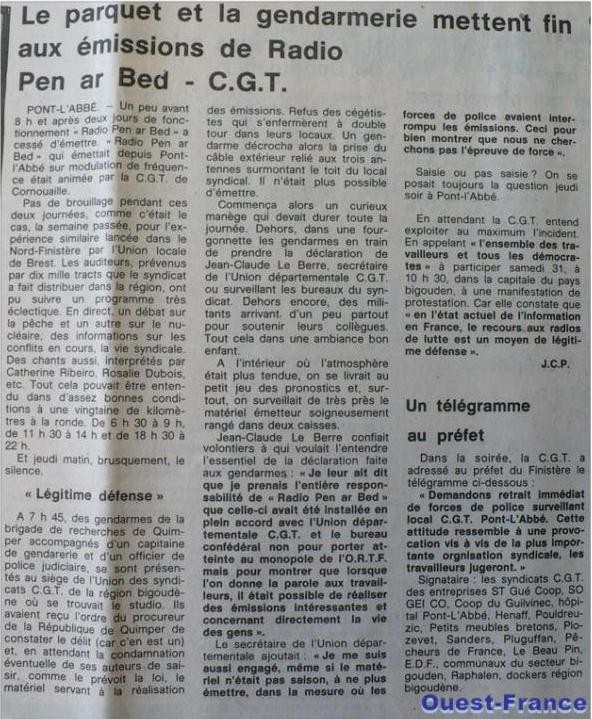 Le parquet et la gendarmerie mettent fin
aux émissions de Radio
Pen ar Bed - C.G.T.
PONT-L'ABBÉ. – Un peu avant
8 h et après deux jours de fonc-
tionnement « Radio Pen ar Bed » a
cessé d'émettre. « Radio Pen ar
Bed » qui émettait depuis Pont-
l'Abbé sur modulation de fréquen-
ce était animée par la C.G.T. de
Cornouaille.
Pas de brouillage pendant ces
deux journées, comme c'était le
cas, la semaine passée, pour l'ex-
périence similaire lancée dans le
Nord-Finistère par l'Union locale
de Brest. Les auditeurs, prévenus
par dix mille tracts que le syndicat
a fait distribuer dans la région, ont
pu suivre un programme très
éclectique. En direct, un débat sur
la pêche et un autre sur le nu-
cléaire, des informations sur les
conflits en cours, la vie syndicale.
Des chants aussi, interprétés par
Catherine Ribeiro, Rosalie Dubois,
etc. Tout cela pouvait être enten-
du dans d'assez bonnes condi-
tions à une vingtaine de kilomè-
tres à la ronde. De 6 h 30 à 9 h,
de 11 h 30 à 14 h et de 18 h 30 à
22 h.
Et jeudi matin, brusquement, le
silence.
« Légitime défense »
A 7 h 45, des gendarmes de la
brigade de recherches de Quim-
per accompagnés d'un capitaine
de gendarerie et d'un officier de
police judiciaire, se sont présen-
tés au siège de l'Union des syndi-
cats C.G.T. de la région bigoudè-
ne où se trouvait le studio. Ils
avaient reçu l'ordre du procureur
de la République de Quimper de
constater le délit (car c'en est un)
et, en attendant la condamnation
éventuelle de ses auteurs de sai-
sir, comme le prévoit la loi, le
matériel servant à la réalisation
des émissions. Refus des cégétis-
tes qui s'enfermèrent à double
tour dans leurs locaux. Un gen-
darme décrocha alors la prise du
câble extérieur relié aux trois an-
tennes surmontant le toit du local
syndical. Il n'était plus possible
d'émettre.
Commença alors un curieux
manège qui devait durer toute la
journée. Dehors, dans une four-
gonnette les gendarmes en train
de prendre la déclaration de
Jean-Claude Le Berre, secrétaire
de l'Union départementale C.G.T.
ou surveillant les bureaux du syn-
dicat. Dehors encore, des mili-
tants arrivant d'un peu partout
pour soutenir leurs collègues.
Tout cela dans une ambiance bon
enfant.
A l'intérieur où l'atmosphère
était plus tendue, on se livrait au
petit jeu des pronostics et, sur-
tout, on surveillait de très près le
matériel émetteur soigneusement
rangé dans deux caisses.
Jean-Claude Le Berre confiait
volontiers à qui voulait l'entendre
l'essentiel de la déclaration faite
aux gendarmes : « Je leur ait dit
que je prenais l'entière respon-
sabilité de « Radio Pen ar Bed »
que celle-ci avait été installée en
plein accord avec l'Union dépar-
tementale C.G.T. et le bureau
confédéral non pour porter at-
teinte au monopole de l'O.R.T.F.
mais pour montrer que lorsque
l'on donne la parole aux travail-
leurs, il était possible de réaliser
des émissions intéressantes et
concernant directement la vie
des gens ».
Le secrétaire de l'Union dépar-
tementale ajoutait : « Je me suis
aussi engagé, même si le maté-
riel n'était pas saison, à ne plus
émettre, dans la mesure où les
forces de police avaient inter-
rompu les émissions. Ceci pour
bien montrer que nous ne cher-
chons pas l'épreuve de force ».
Saisie ou pas saisie ? On se
posait toujours la question jeudi
soir à Pont-l'Abbé.
En attendant la C.G.T. entend
exploiter au maximum l'incident.
En appelant « l'ensemble des tra-
vailleurs et tous les démocra-
tes » à participer samedi 31, à
10 h 30, dans la capitale du pays
bigouden, à une manifestation de
protestation. Car elle constate que
« en l'état actuel de l'information
en France, le recours aux radios
de lutte est un moyen de légiti-
me défense ».
J.C.P.
Un télégramme
au préfet
Dans la soirée, la C.G.T. a
adressé au préfet du Finistère le
télégramme ci-dessous :
« Demandons retrait immédiat
de forces de police surveillant
local C.G.T. Pont-L'Abbé. Cette
attitude ressemble à une provo-
cation vis à vis de la plus impor-
tante orgnisation syndicale, les
travailleurs jugeront. »
Signataire : les syndicats C.G.T.
des entreprises ST Gué Coop, SO
GEI CO, Coop du Guilvinec, hôpi-
tal Pont-L'Abbé, Henaff, Pouldreu-
zic, Petits meubles bretons, Plo-
zevet, Sanders, Pluguffan, Pê-
cheurs de France, Le Beau Pin,
E.D.F., communaux du secteur bi-
gouden, Raphalen, dockers région
bigoudène.
Ouest-France